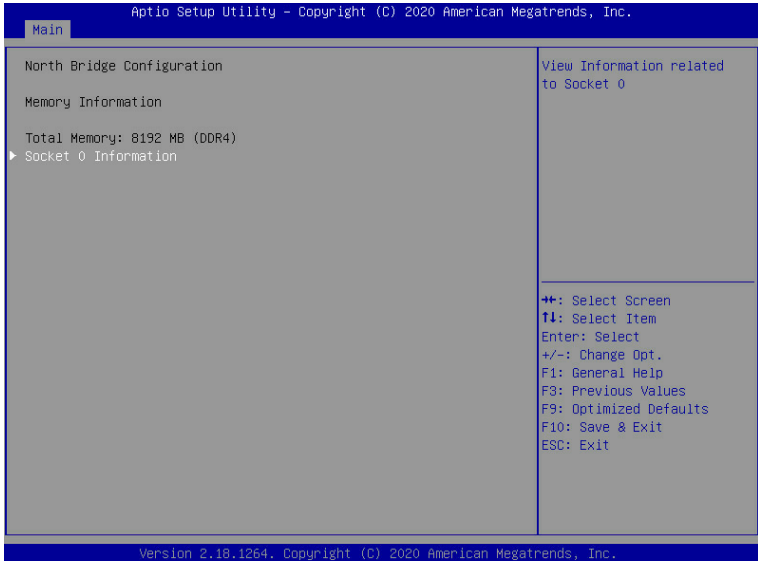 Aptio Setup Utility – Copyright (C) 2020 American Megatrends, Inc.
Main
North Bridge Configuration
Memory Information
Total Memory: 8192 MB (DDR4)
Socket 0 Information
View Information related
to Socket 0
→←: Select Screen
↑↓: Select Item
Enter: Select
+/-: Change Opt.
F1: General Help
F3: Previous Values
F9: Optimized Defaults
F10: Save & Exit
ESC: Exit
Version 2.18.1264. Copyright (C) 2020 American Megatrends, Inc.